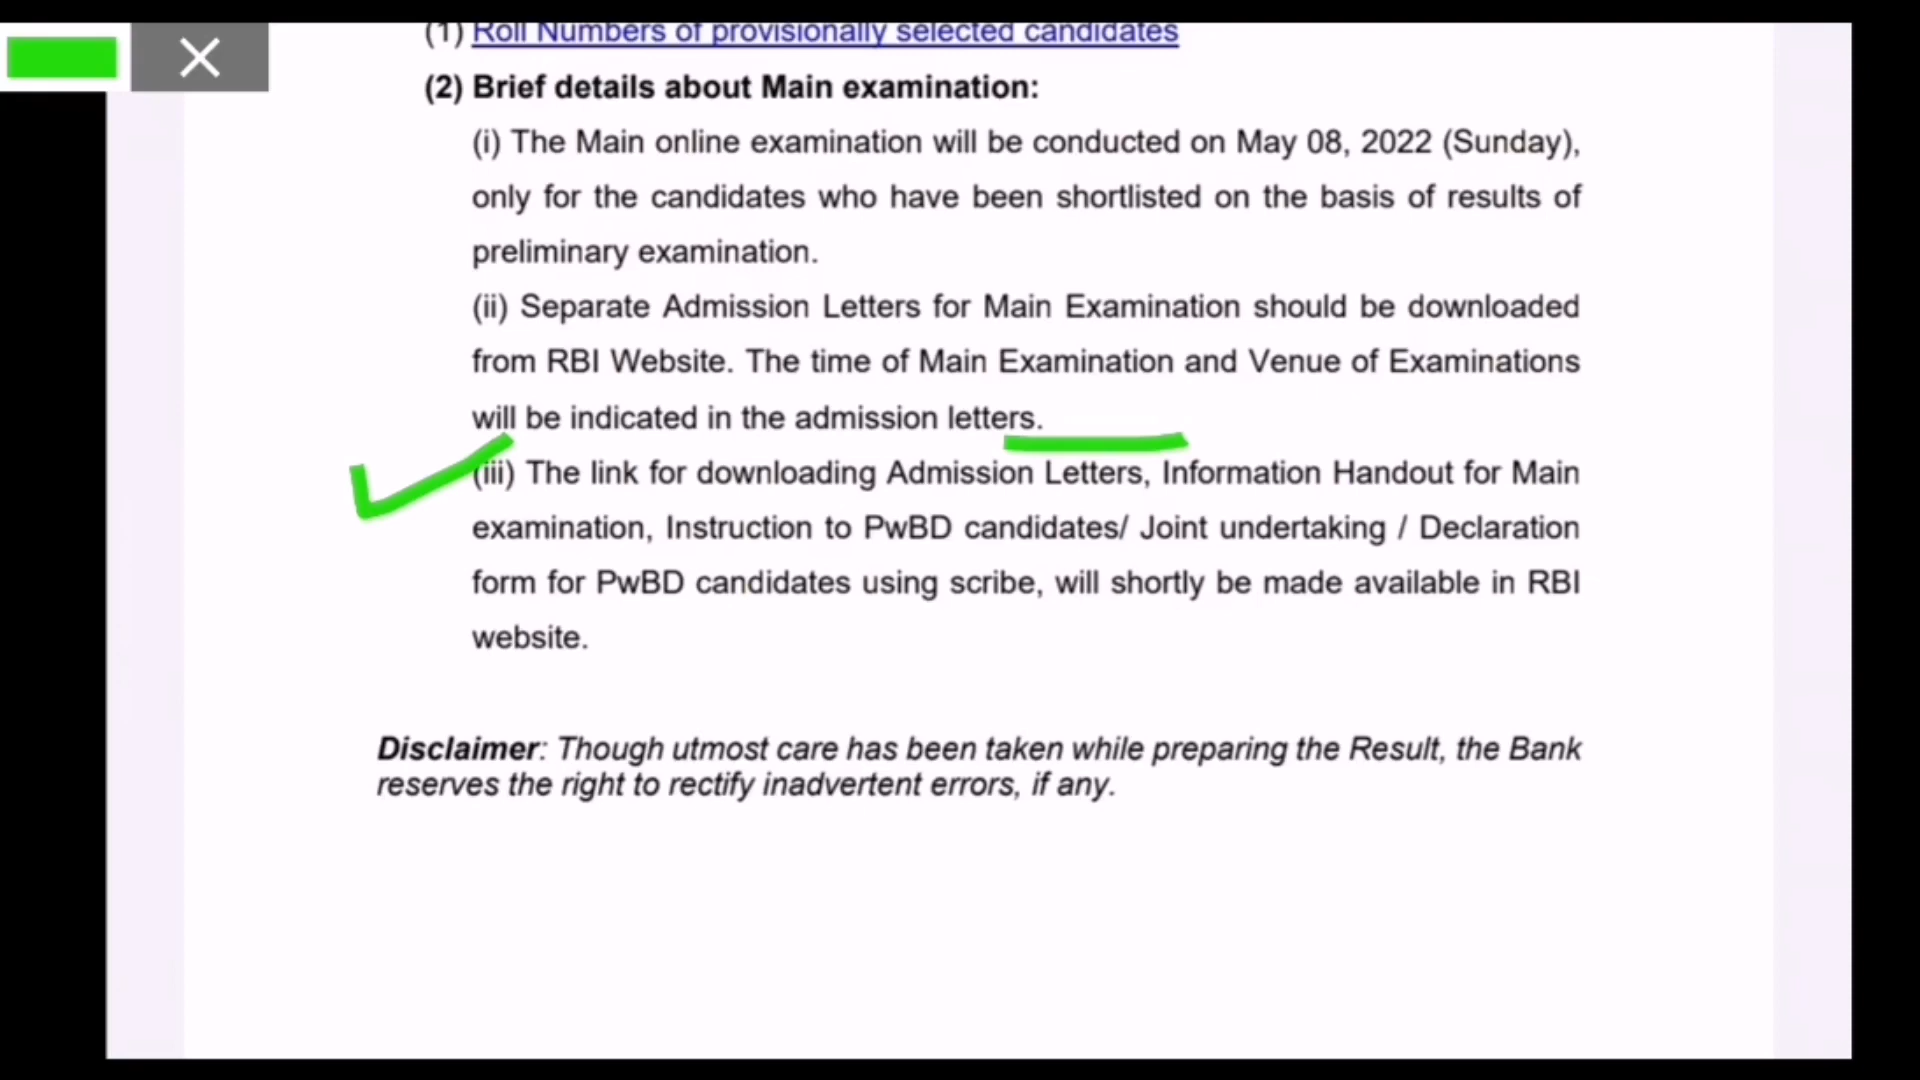 (1) Roll Numbers of provisionally selected candidates
(2) Brief details about Main examination:
(i) The Main online examination will be conducted on May 08, 2022 (Sunday),
only for the candidates who have been shortlisted on the basis of results of
preliminary examination.
(ii) Separate Admission Letters for Main Examination should be downloaded
from RBI Website. The time of Main Examination and Venue of Examinations
will be indicated in the admission letters.
(iii) The link for downloading Admission Letters, Information Handout for Main
examination, Instruction to PwBD candidates/ Joint undertaking / Declaration
form for PwBD candidates using scribe, will shortly be made available in RBI
website.
Disclaimer: Though utmost care has been taken while preparing the Result, the Bank
reserves the right to rectify inadvertent errors, if any.